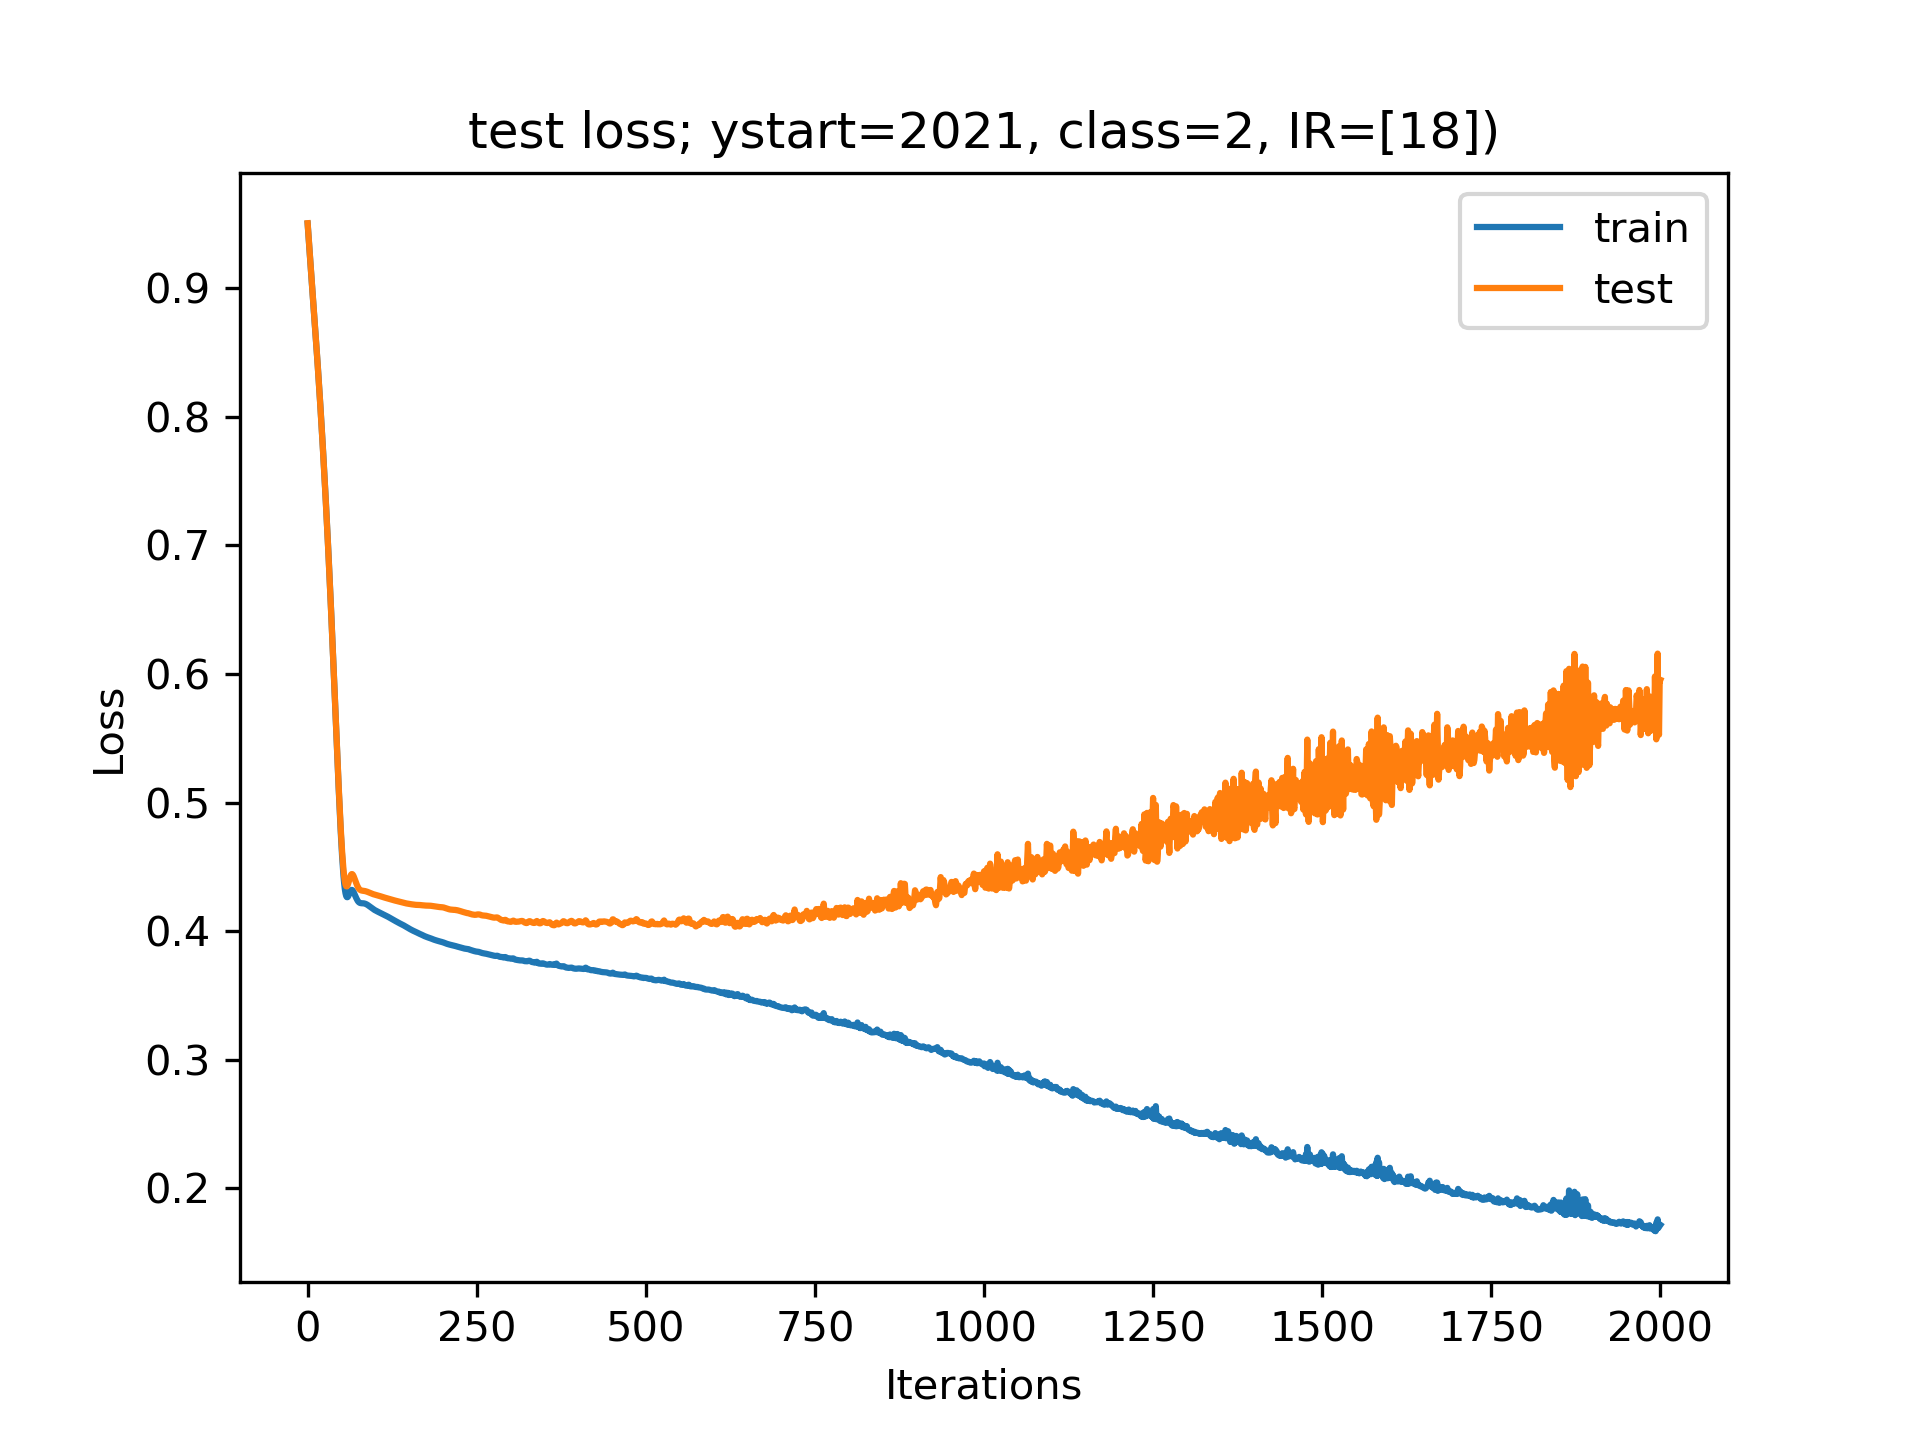 test loss; ystart=2021, class=2, IR=[18])
train
test
0.9
0.8
0.7
0.6
0.5
0.4
0.3
0.2
Loss
0 250 500 750 1000 1250 1500 1750 2000
Iterations